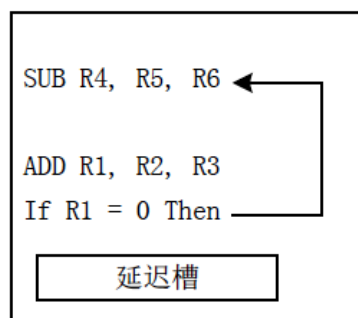 SUB R4, R5, R6
ADD R1, R2, R3
If R1 = 0 Then
延迟槽